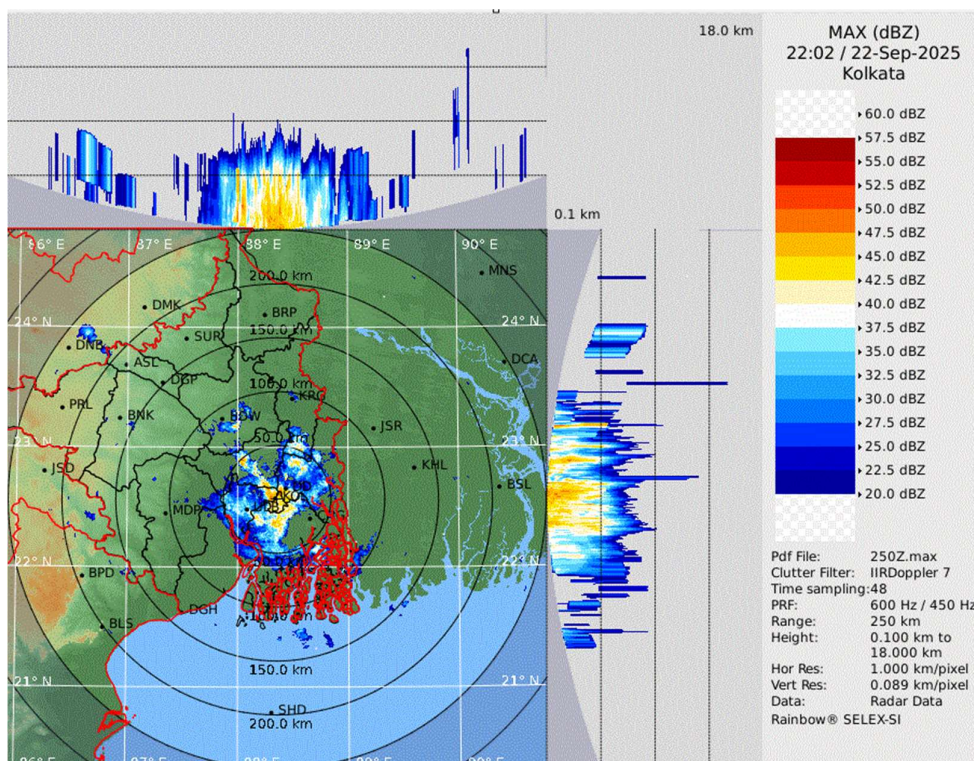 18.0 km
0.1 km
MAX (dBZ)
22:02 / 22-Sep-2025
Kolkata
60.0 dBZ
57.5 dBZ
55.0 dBZ
52.5 dBZ
50.0 dBZ
47.5 dBZ
45.0 dBZ
42.5 dBZ
40.0 dBZ
37.5 dBZ
35.0 dBZ
32.5 dBZ
30.0 dBZ
27.5 dBZ
25.0 dBZ
22.5 dBZ
20.0 dBZ
Pdf File: 250Z.max
Clutter Filter: IIRDoppler 7
Time sampling:48
PRF: 600 Hz / 450 Hz
Range: 250 km
Height: 0.100 km to
18.000 km
Hor Res: 1.000 km/pixel
Vert Res: 0.089 km/pixel
Data: Radar Data
Rainbow® SELEX-SI
86° E
87° E
88° E
89° E
90° E
MNS
200.0 km
DMK
BRP
24° N
150.0 km
24° N
SUR
DNB
DCA
ASL
DGP
100.0 km
KRG
PRL
BNK
JSR
23° N
50.0 km
23° N
JSD
KHL
BSL
MDP
22° N
22° N
BPD
DGH
BLS
150.0 km
21° N
21° N
SHD
200.0 km